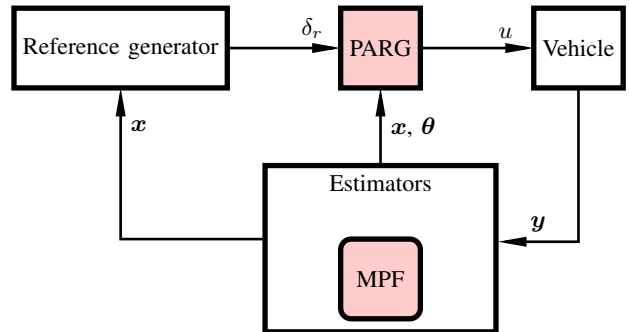 Reference generator
δ_r
PARG
u
Vehicle
x
x, θ
Estimators
y
MPF